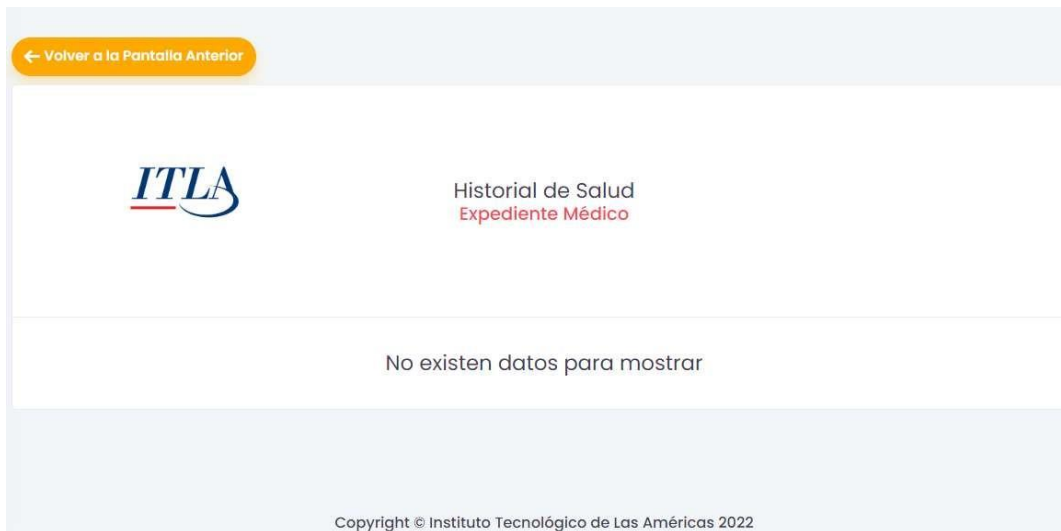 ← Volver a la Pantalla Anterior
ITLA
Historial de Salud
Expediente Médico
No existen datos para mostrar
Copyright © Instituto Tecnológico de Las Américas 2022